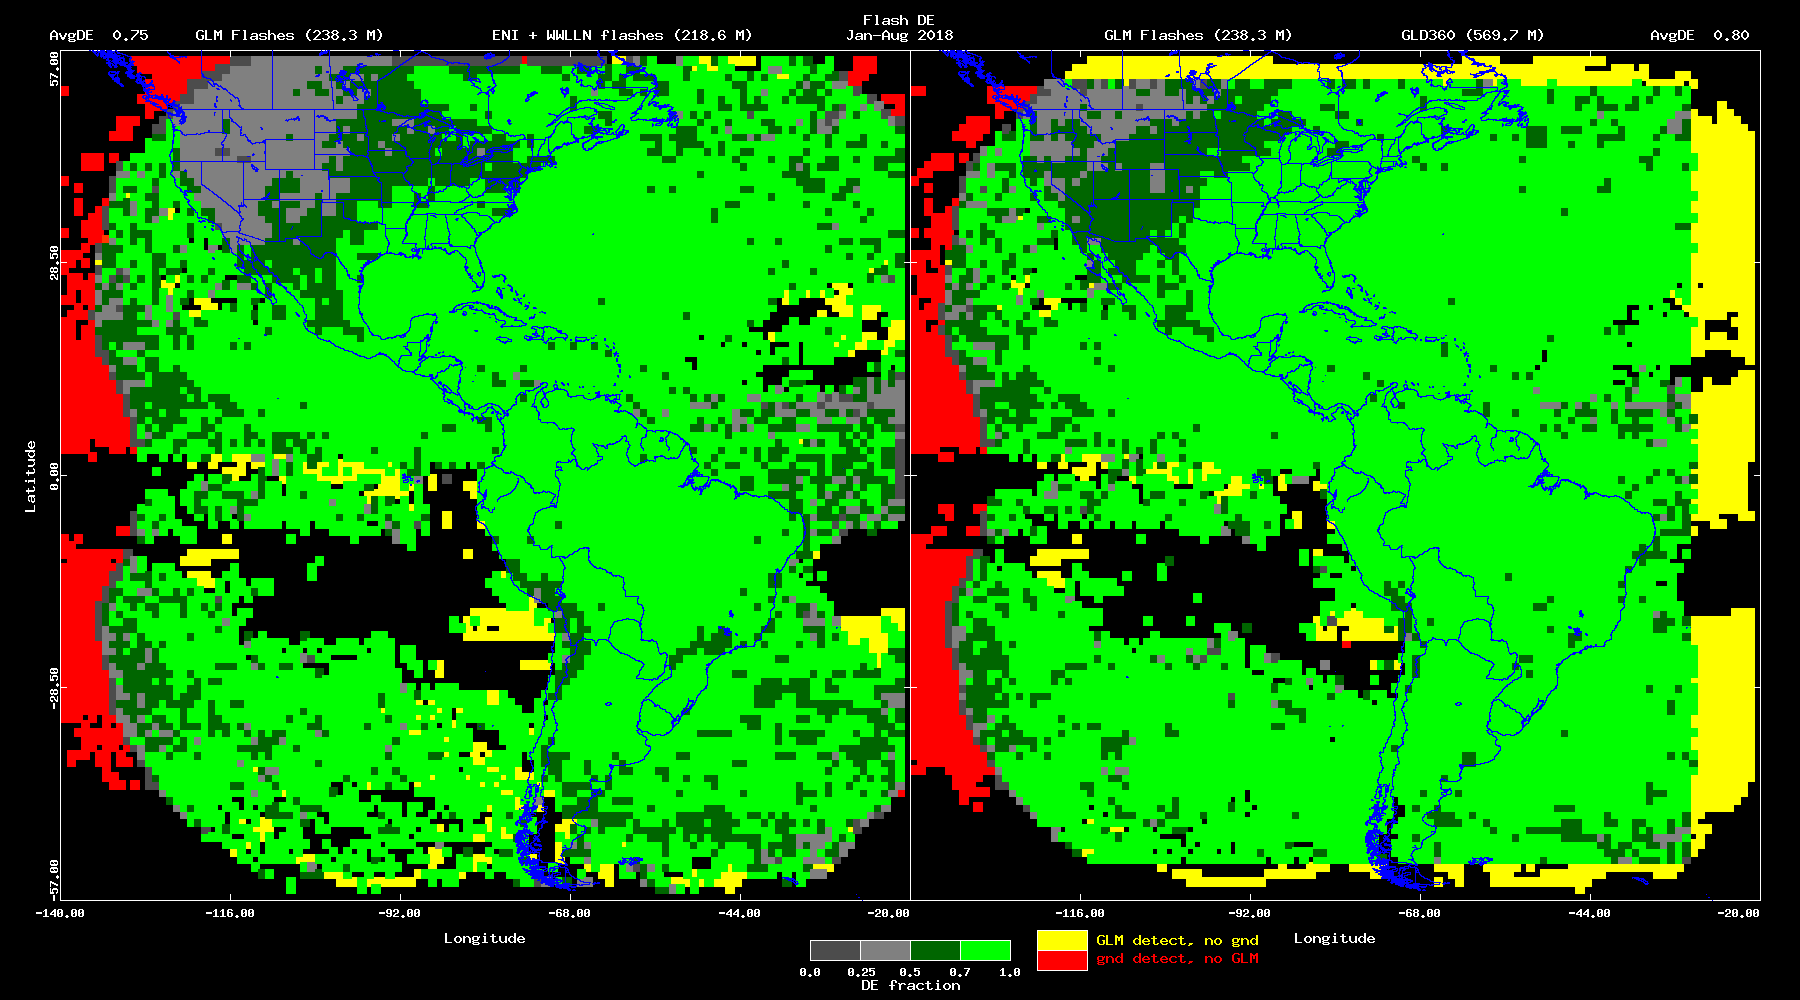 Flash DE
AvgDE 0.75 GLM Flashes (238.3 M) ENI + WWLLN flashes (218.6 M) Jan-Aug 2018 GLM Flashes (238.3 M) GLD360 (569.7 M) AvgDE 0.80
57.00
28.50
Latitude
0.00
-28.50
-57.00
-140.00 -116.00 -92.00 -68.00 -44.00 -20.00 -116.00 -92.00 -68.00 -44.00 -20.00
Longitude Longitude
GLM detect, no gnd
gnd detect, no GLM
0.0 0.25 0.5 0.7 1.0
DE fraction